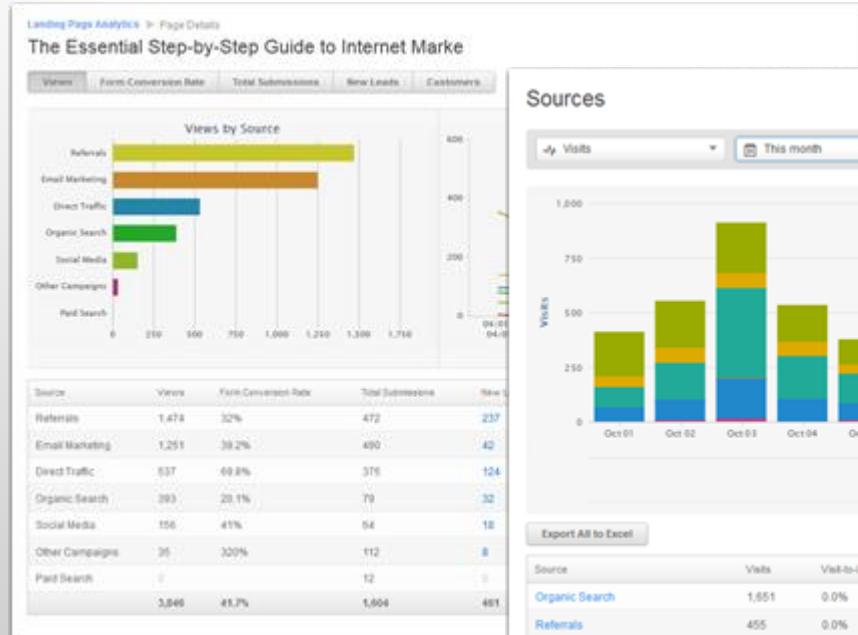 Landing Page Analytics > Page Details
The Essential Step-by-Step Guide to Internet Marke
Views Form Conversion Rate Total Submissions New Leads Customers
Views by Source
Referrals
Email Marketing
Direct Traffic
Organic Search
Social Media
Other Campaigns
Paid Search
0 250 500 750 1,000 1,250 1,500 1,750
600
400
200
0
Source Views Form Conversion Rate Total Submissions New L
Referrals 1,474 32% 472 237
Email Marketing 1,251 39.2% 490 42
Direct Traffic 537 69.8% 375 124
Organic Search 393 20.1% 79 32
Social Media 156 41% 64 18
Other Campaigns 35 320% 112 8
Paid Search 0 12 0
3,846 41.7% 1,604 461
Sources
Visits This month
1,000
750
500
250
0
Visits
Oct 01 Oct 02 Oct 03 Oct 04 Oc
Export All to Excel
Source Visits Visit-to-
Organic Search 1,651 0.0%
Referrals 455 0.0%